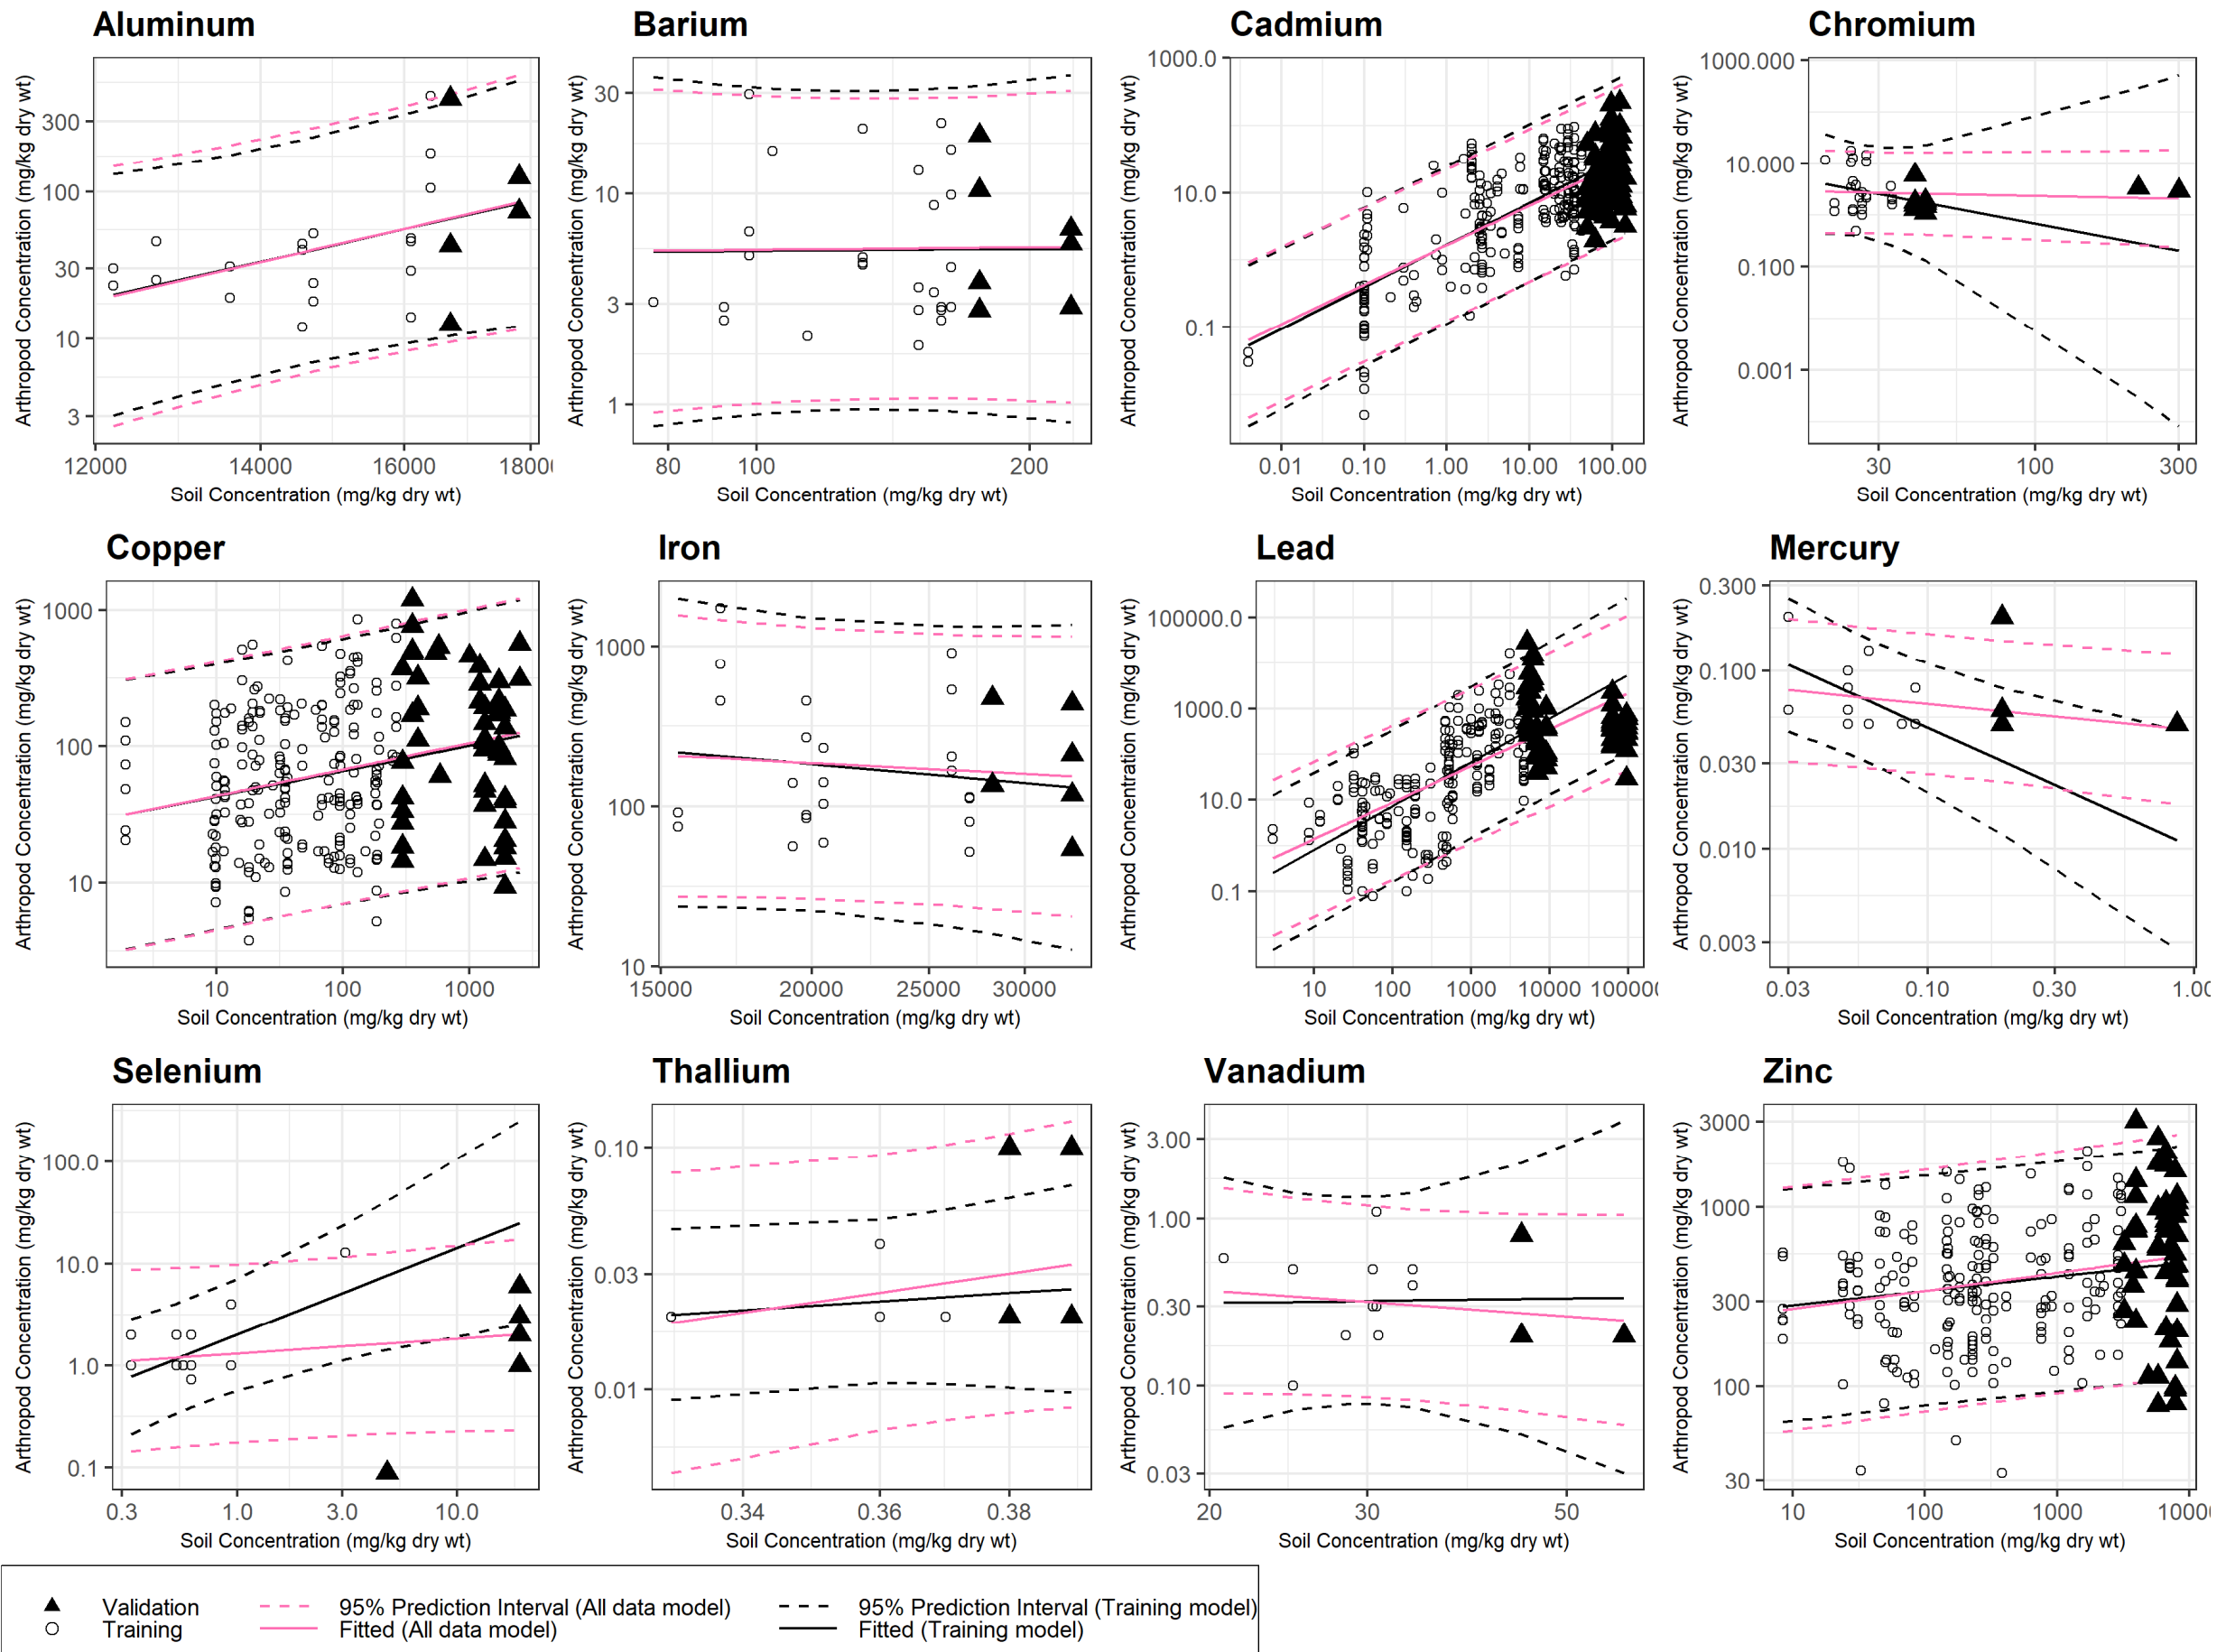 Aluminum
Barium
Cadmium
Chromium
Arthropod Concentration (mg/kg dry wt)
300
100
30
10
3
12000
14000
16000
1800
Soil Concentration (mg/kg dry wt)
Arthropod Concentration (mg/kg dry wt)
30
10
3
1
80
100
200
Soil Concentration (mg/kg dry wt)
Arthropod Concentration (mg/kg dry wt)
1000.0
10.0
0.1
0.01
0.10
1.00
10.00
100.00
Soil Concentration (mg/kg dry wt)
Arthropod Concentration (mg/kg dry wt)
1000.000
10.000
0.100
0.001
30
100
300
Soil Concentration (mg/kg dry wt)
Copper
Iron
Lead
Mercury
Arthropod Concentration (mg/kg dry wt)
1000
100
10
10
100
1000
Soil Concentration (mg/kg dry wt)
Arthropod Concentration (mg/kg dry wt)
1000
100
10
15000
20000
25000
30000
Soil Concentration (mg/kg dry wt)
Arthropod Concentration (mg/kg dry wt)
100000.0
1000.0
10.0
0.1
10
100
1000
10000
10000
Soil Concentration (mg/kg dry wt)
Arthropod Concentration (mg/kg dry wt)
0.300
0.100
0.030
0.010
0.003
0.03
0.10
0.30
1.0
Soil Concentration (mg/kg dry wt)
Selenium
Thallium
Vanadium
Zinc
Arthropod Concentration (mg/kg dry wt)
100.0
10.0
1.0
0.1
0.3
1.0
3.0
10.0
Soil Concentration (mg/kg dry wt)
Arthropod Concentration (mg/kg dry wt)
0.10
0.03
0.01
0.34
0.36
0.38
Soil Concentration (mg/kg dry wt)
Arthropod Concentration (mg/kg dry wt)
3.00
1.00
0.30
0.10
0.03
20
30
50
Soil Concentration (mg/kg dry wt)
Arthropod Concentration (mg/kg dry wt)
3000
1000
300
100
30
10
100
1000
1000
Soil Concentration (mg/kg dry wt)
Validation
95% Prediction Interval (All data model)
95% Prediction Interval (Training model)
Training
Fitted (All data model)
Fitted (Training model)